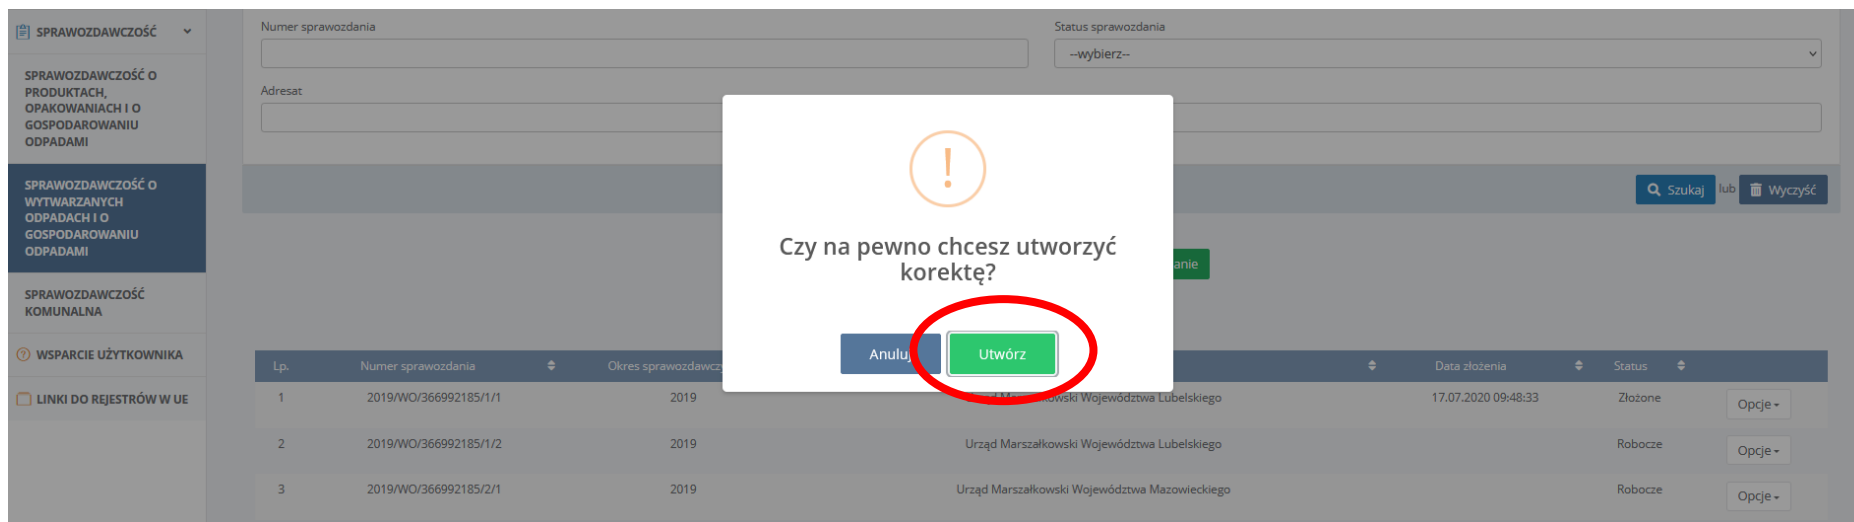 SPRAWOZDAWCZOŚĆ
SPRAWOZDAWCZOŚĆ O
PRODUKTACH,
OPAKOWANIACH I O
GOSPODAROWANIU
ODPADAMI
SPRAWOZDAWCZOŚĆ O
WYTWARZANYCH
ODPADACH I O
GOSPODAROWANIU
ODPADAMI
SPRAWOZDAWCZOŚĆ
KOMUNALNA
WSPARCIE UŻYTKOWNIKA
LINKI DO REJESTRÓW W UE
Numer sprawozdania
Status sprawozdania
--wybierz--
Adresat
Szukaj lub Wyczyść
anie
Czy na pewno chcesz utworzyć
korektę?
Anuluj Utwórz
Lp. Numer sprawozdania Okres sprawozdawcz Data złożenia Status
1 2019/WO/366992185/1/1 2019 Urząd Marszałkowski Województwa Lubelskiego 17.07.2020 09:48:33 Złożone Opcje
2 2019/WO/366992185/1/2 2019 Urząd Marszałkowski Województwa Lubelskiego Robocze Opcje
3 2019/WO/366992185/2/1 2019 Urząd Marszałkowski Województwa Mazowieckiego Robocze Opcje